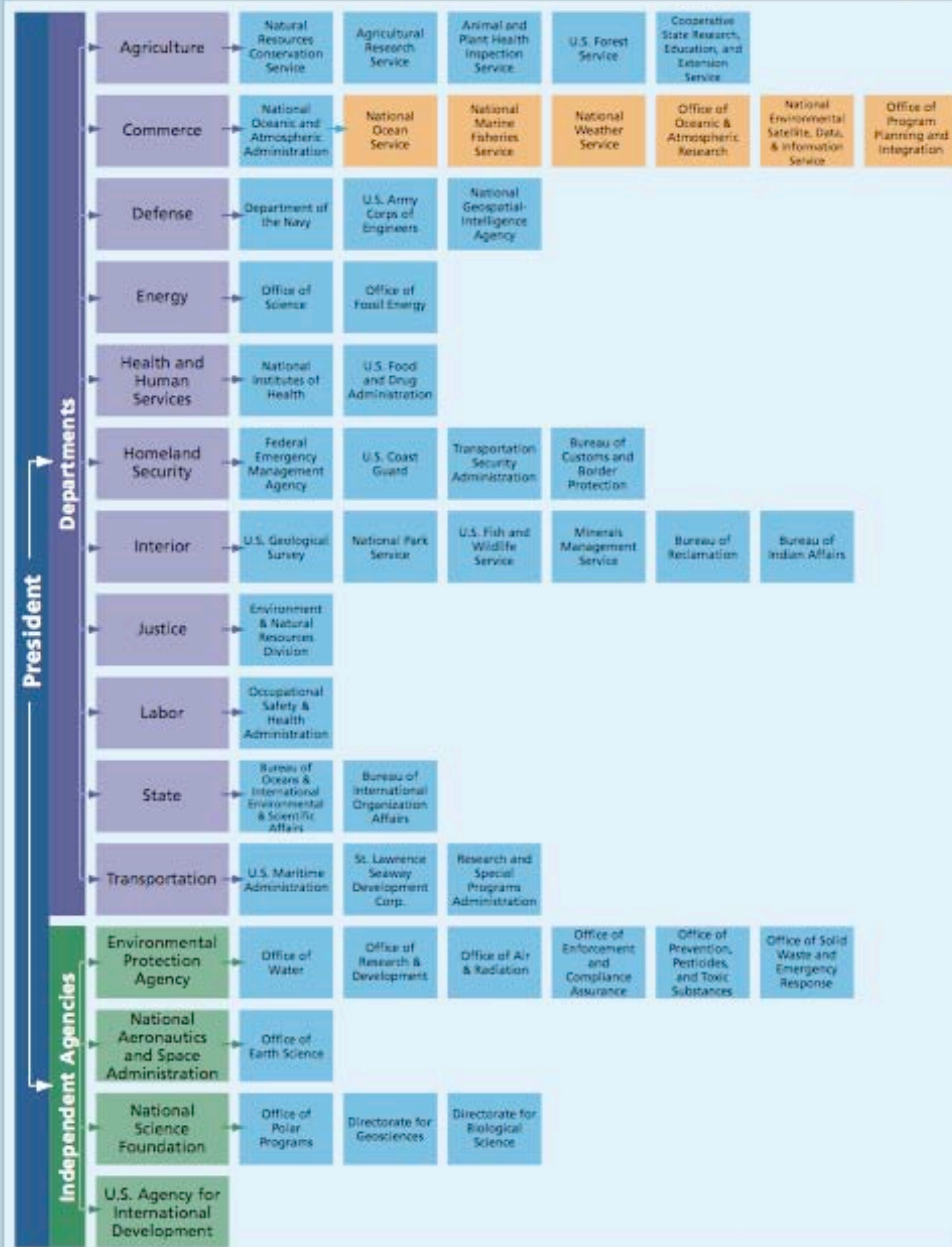 President
Departments
Agriculture
Natural
Resources
Conservation
Service
Agricultural
Research
Service
Animal and
Plant Health
Inspection
Service
U.S. Forest
Service
Cooperative
State Research,
Education, and
Extension
Service
Commerce
National
Oceanic and
Atmospheric
Administration
National
Ocean
Service
National
Marine
Fisheries
Service
National
Weather
Service
Office of
Oceanic &
Atmospheric
Research
National
Environmental
Satellite, Data,
& Information
Service
Office of
Program
Planning and
Integration
Defense
Department of
the Navy
U.S. Army
Corps of
Engineers
National
Geospatial-
Intelligence
Agency
Energy
Office of
Science
Office of
Fossil Energy
Health and
Human
Services
National
Institutes of
Health
U.S. Food
and Drug
Administration
Homeland
Security
Federal
Emergency
Management
Agency
U.S. Coast
Guard
Transportation
Security
Administration
Bureau of
Customs and
Border
Protection
Interior
U.S. Geological
Survey
National Park
Service
U.S. Fish and
Wildlife
Service
Minerals
Management
Service
Bureau of
Reclamation
Bureau of
Indian Affairs
Justice
Environment
& Natural
Resources
Division
Labor
Occupational
Safety &
Health
Administration
State
Bureau of
Oceans &
International
Environmental
& Scientific
Affairs
Bureau of
International
Organization
Affairs
Transportation
U.S. Maritime
Administration
St. Lawrence
Seaway
Development
Corp.
Research and
Special
Programs
Administration
Independent Agencies
Environmental
Protection
Agency
Office of
Water
Office of
Research &
Development
Office of Air
& Radiation
Office of
Enforcement
and
Compliance
Assurance
Office of
Prevention,
Pesticides,
and Toxic
Substances
Office of Solid
Waste and
Emergency
Response
National
Aeronautics
and Space
Administration
Office of
Earth Science
National
Science
Foundation
Office of
Polar
Programs
Directorate for
Geosciences
Directorate for
Biological
Science
U.S. Agency for
International
Development